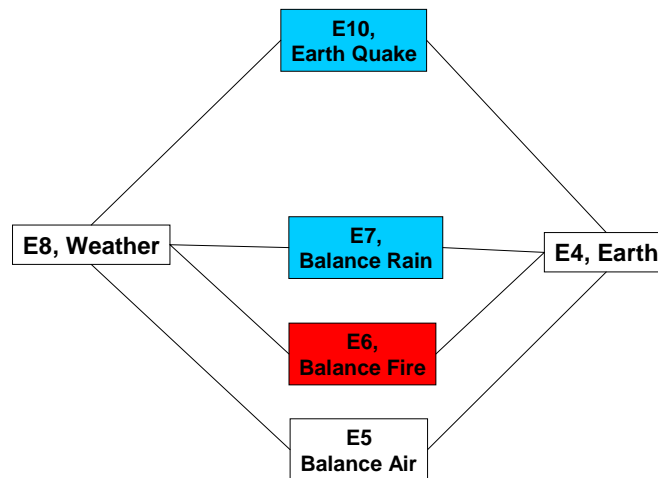 E10,
Earth Quake
E8, Weather
E7,
Balance Rain
E4, Earth
E6,
Balance Fire
E5
Balance Air